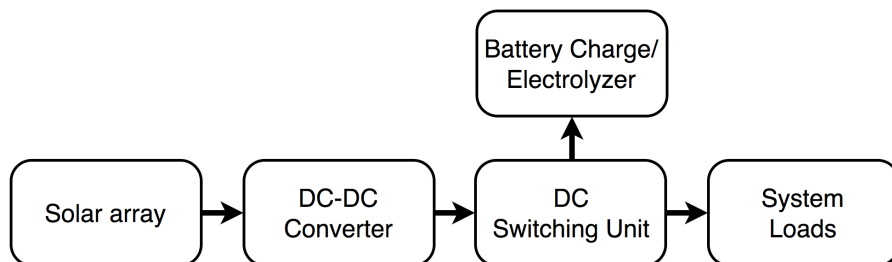 Battery Charge/
Electrolyzer
Solar array
DC-DC
Converter
DC
Switching Unit
System
Loads